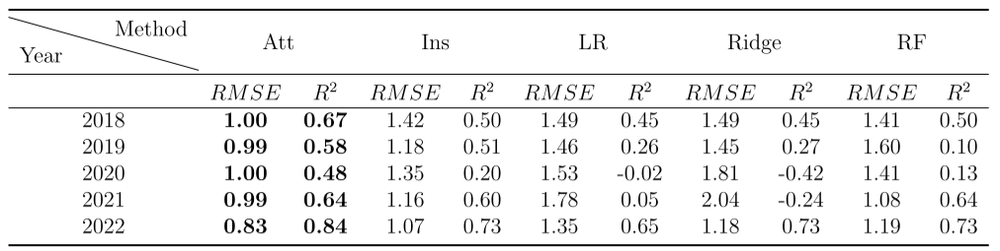 Method
Year Att Ins LR Ridge RF
RMSE R² RMSE R² RMSE R² RMSE R² RMSE R²
2018 1.00 0.67 1.42 0.50 1.49 0.45 1.49 0.45 1.41 0.50
2019 0.99 0.58 1.18 0.51 1.46 0.26 1.45 0.27 1.60 0.10
2020 1.00 0.48 1.35 0.20 1.53 -0.02 1.81 -0.42 1.41 0.13
2021 0.99 0.64 1.16 0.60 1.78 0.05 2.04 -0.24 1.08 0.64
2022 0.83 0.84 1.07 0.73 1.35 0.65 1.18 0.73 1.19 0.73